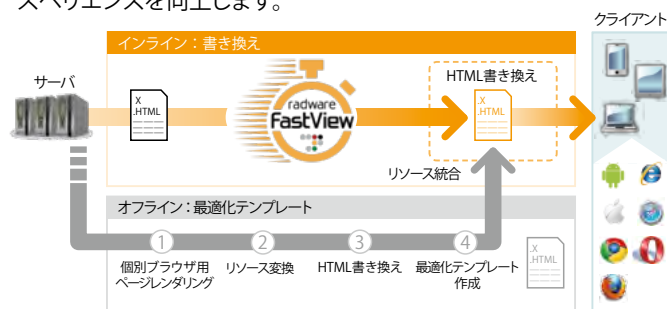 スペリエンスを向上します。
クライアント
インライン：書き換え
サーバ
HTML書き換え
X
.HTML
radware
FastView
X
.HTML
リソース統合
オフライン：最適化テンプレート
1
2
3
4
個別ブラウザ用
ページレンダリング
リソース変換
HTML書き換え
最適化テンプレート
作成
.X
.HTML